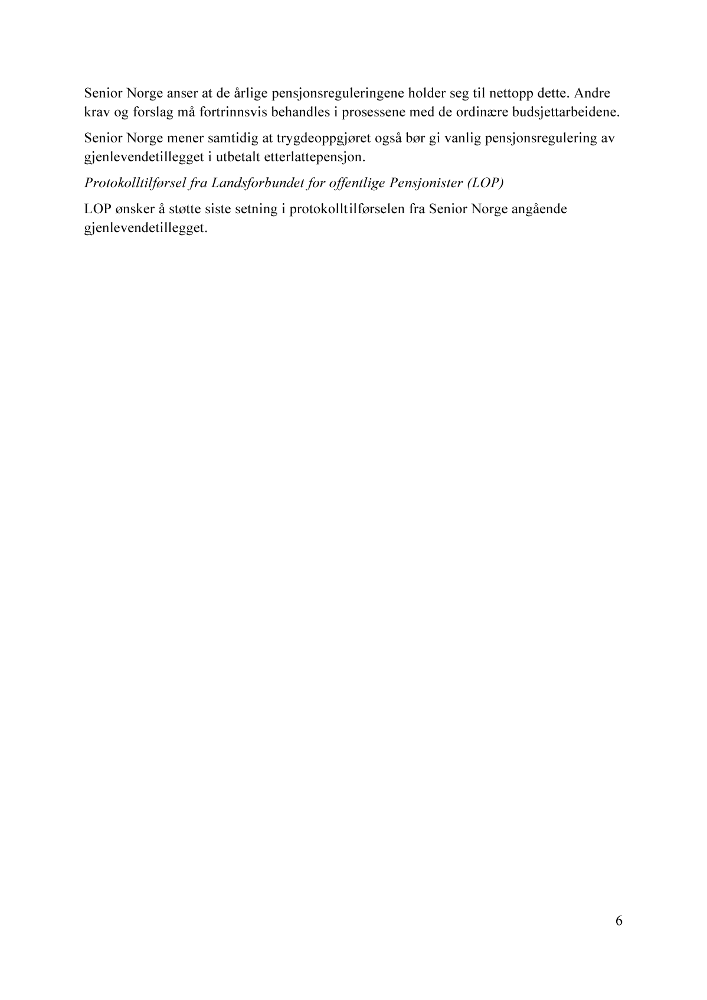 Senior Norge anser at de årlige pensjonsreguleringene holder seg til nettopp dette. Andre
krav og forslag må fortrinnsvis behandles i prosessene med de ordinære budsjettarbeidene.
Senior Norge mener samtidig at trygdeoppgjøret også bør gi vanlig pensjonsregulering av
gjenlevendetillegget i utbetalt etterlattepensjon.
Protokolltilførsel fra Landsforbundet for offentlige Pensjonister (LOP)
LOP ønsker å støtte siste setning i protokolltilførselen fra Senior Norge angående
gjenlevendetillegget.
6